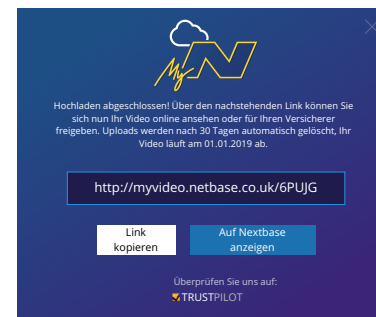 My N
Hochladen abgeschlossen! Über den nachstehenden Link können Sie
sich nun Ihr Video online ansehen oder für Ihren Versicherer
freigeben. Uploads werden nach 30 Tagen automatisch gelöscht, Ihr
Video läuft am 01.01.2019 ab.
http://myvideo.netbase.co.uk/6PUJG
Link
kopieren
Auf Nextbase
anzeigen
Überprüfen Sie uns auf:
TRUSTPILOT